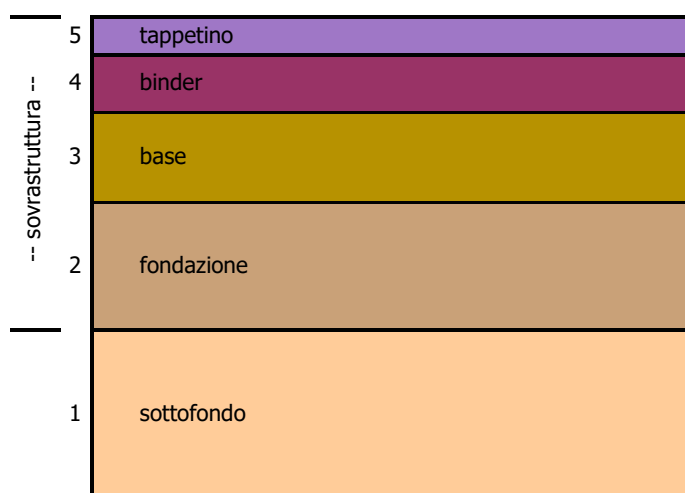 5 tappetino
4 binder
3 base
2 fondazione
1 sottofondo
-- sovrastruttura --